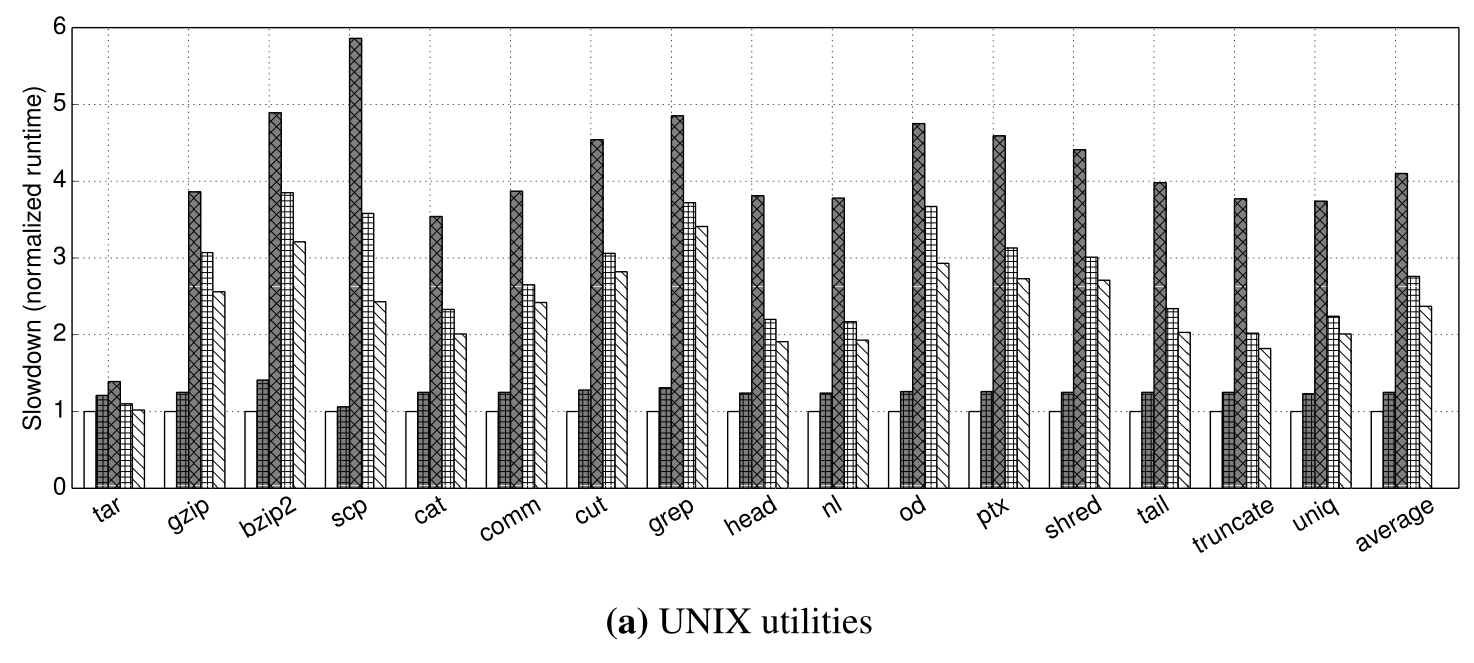 Slowdown (normalized runtime)
6
5
4
3
2
1
0
tar gzip bzip2 scp cat comm cut grep head nl od ptx shred tail truncate uniq average
(a) UNIX utilities